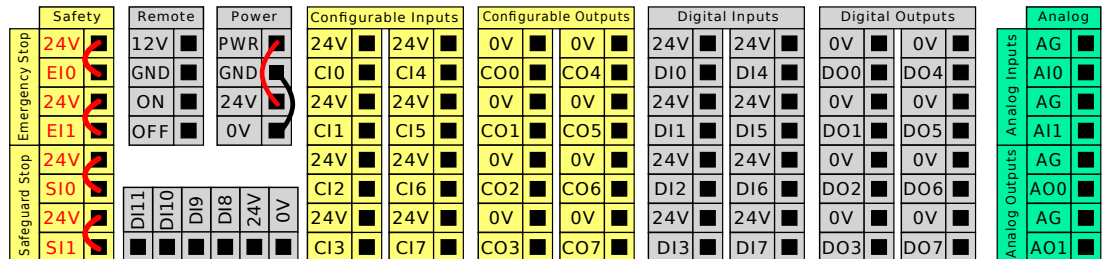 Safety Remote Power Configurable Inputs Configurable Outputs Digital Inputs Digital Outputs Analog
Emergency Stop
24V 12V PWR 24V 24V 0V 0V 24V 24V 0V 0V AG
EI0 GND GND CI0 CI4 CO0 CO4 DI0 DI4 DO0 DO4 AI0
24V ON 24V 24V 24V 0V 0V 24V 24V 0V 0V AG
EI1 OFF 0V CI1 CI5 CO1 CO5 DI1 DI5 DO1 DO5 AI1
Analog Inputs
Safeguard Stop
24V 24V 24V 0V 0V 24V 24V 0V 0V AG
SI0 CI2 CI6 CO2 CO6 DI2 DI6 DO2 DO6 AO0
24V 24V 24V 0V 0V 24V 24V 0V 0V AG
SI1 CI3 CI7 CO3 CO7 DI3 DI7 DO3 DO7 AO1
Analog Outputs
DI11
DI10
DI9
DI8
24V
0V